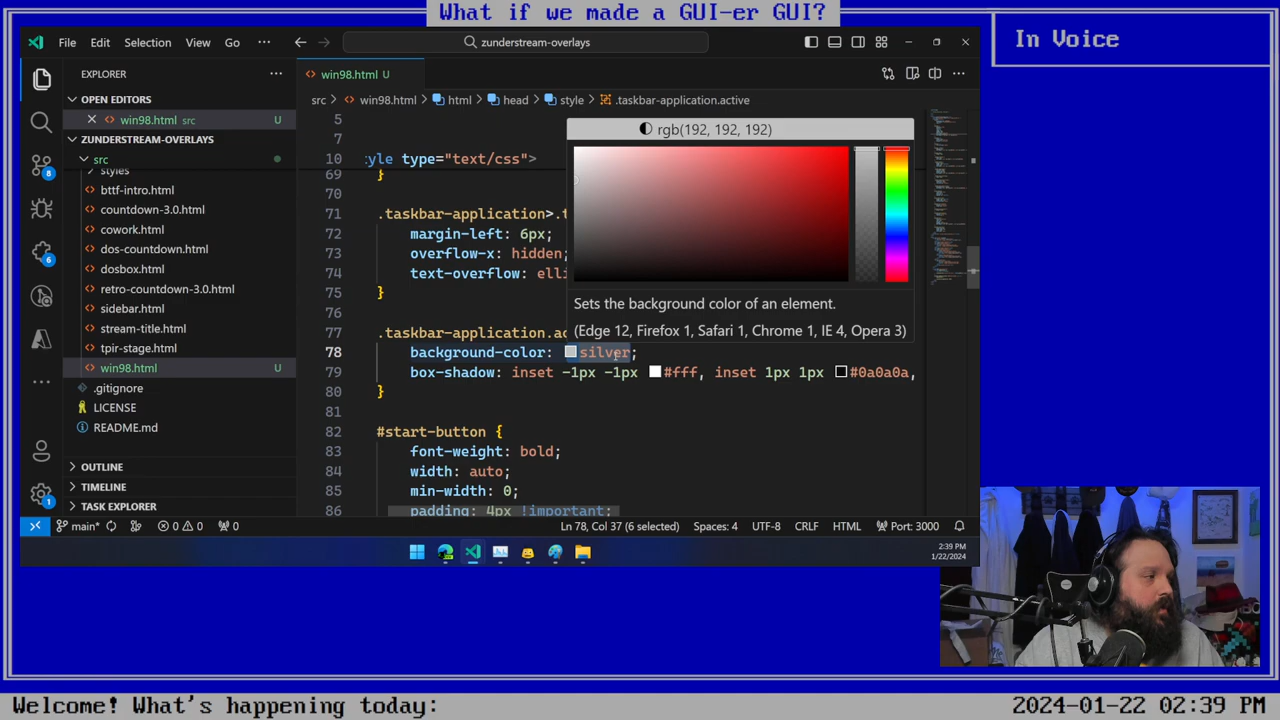 What if we made a GUI-er GUI?
In Voice
File Edit Selection View Go
zunderstream-overlays
EXPLORER
OPEN EDITORS
win98.html src U
ZUNDERSTREAM-OVERLAYS
src
styles
bttf-intro.html
countdown-3.0.html
cowork.html
dos-countdown.html
dosbox.html
retro-countdown-3.0.html
sidebar.html
stream-title.html
tpir-stage.html
win98.html U
.gitignore
LICENSE
README.md
OUTLINE
TIMELINE
TASK EXPLORER
8
6
1
win98.html U
src > win98.html > html > head > style > .taskbar-application.active
5
7
10 yle type="text/css">
70 }
71 .taskbar-application>.t
72 margin-left: 6px;
73 overflow-x: hidden;
74 text-overflow: elli
75 }
76
77 .taskbar-application.ac
78 background-color: silver;
79 box-shadow: inset -1px -1px #fff, inset 1px 1px #0a0a0a,
80 }
81
82 #start-button {
83 font-weight: bold;
84 width: auto;
85 min-width: 0;
86 padding: 4px !important;
rgb(192, 192, 192)
Sets the background color of an element.
(Edge 12, Firefox 1, Safari 1, Chrome 1, IE 4, Opera 3)
main* 0 0 0 Ln 78, Col 37 (6 selected) Spaces: 4 UTF-8 CRLF HTML Port: 3000
2:39 PM
1/22/2024
Welcome! What's happening today:
2024-01-22 02:39 PM